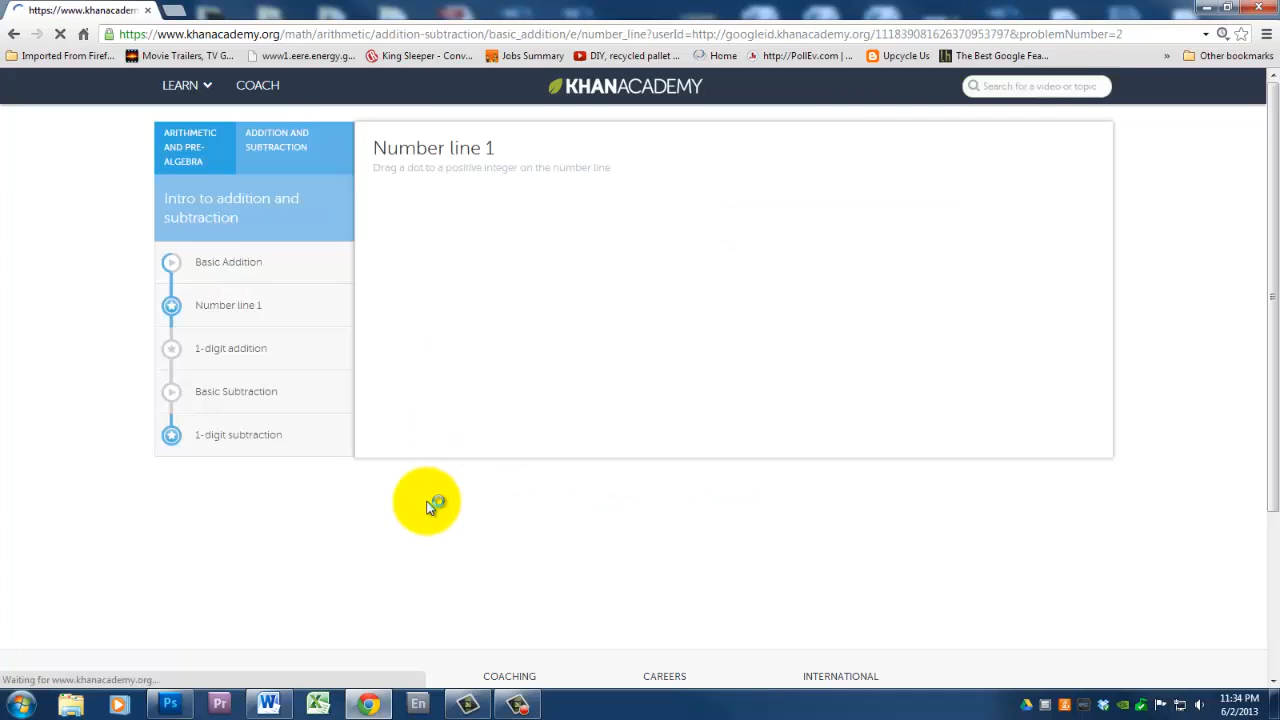 https://www.khanacademy
https://www.khanacademy.org/math/arithmetic/addition-subtraction/basic_addition/e/number_line?userId=http://googleid.khanacademy.org/111839081626370953797&problemNumber=2
Imported From Firef...
Movie Trailers, TV G...
www1.eere.energy.g...
King Sleeper - Conv...
Jobs Summary
DIY, recycled pallet ...
Home
http://PollEv.com | ...
Upcycle Us
The Best Google Fea...
»
Other bookmarks
LEARN
COACH
KHANACADEMY
Search for a video or topic
ARITHMETIC
AND PRE-
ALGEBRA
ADDITION AND
SUBTRACTION
Intro to addition and
subtraction
Basic Addition
Number line 1
1-digit addition
Basic Subtraction
1-digit subtraction
Number line 1
Drag a dot to a positive integer on the number line
COACHING
CAREERS
INTERNATIONAL
Waiting for www.khanacademy.org...
Ps
Pr
En
11:34 PM
6/2/2013